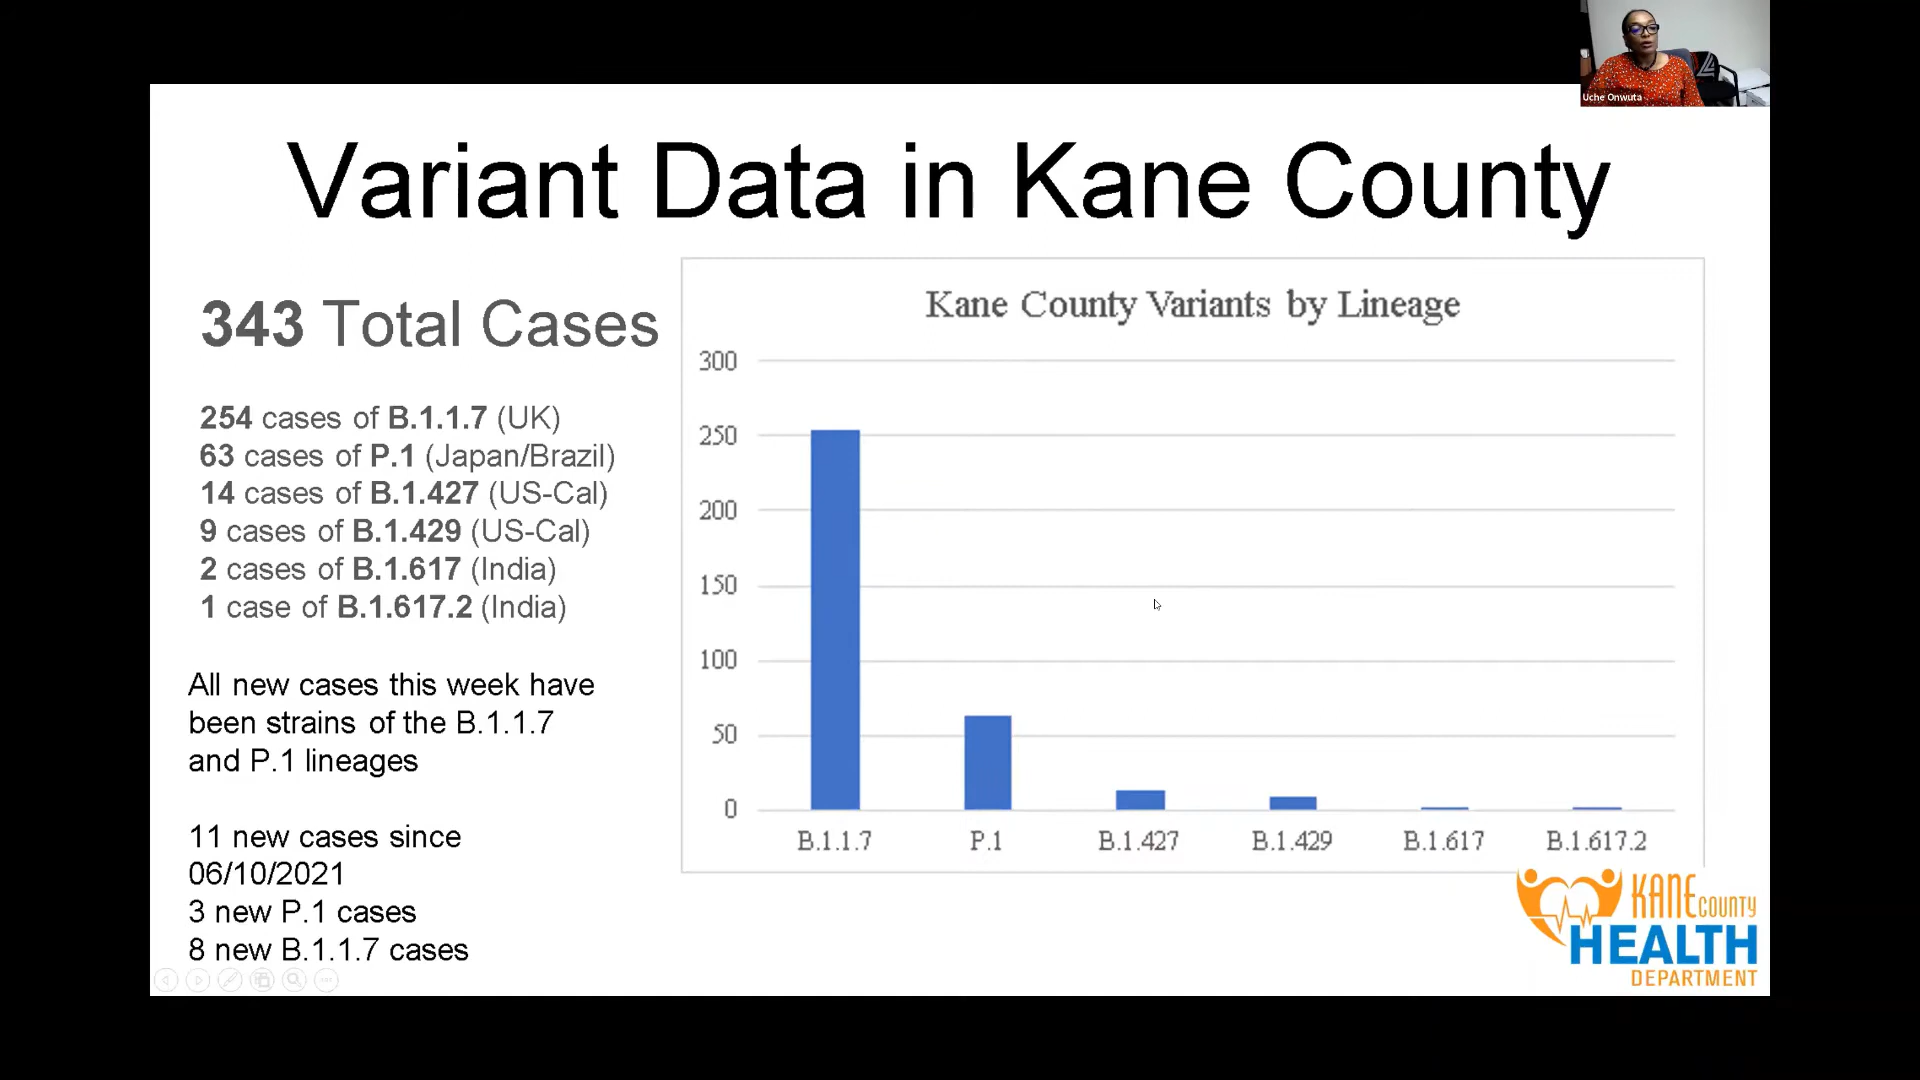 Uche Onwuta
Variant Data in Kane County
343 Total Cases
254 cases of B.1.1.7 (UK)
63 cases of P.1 (Japan/Brazil)
14 cases of B.1.427 (US-Cal)
9 cases of B.1.429 (US-Cal)
2 cases of B.1.617 (India)
1 case of B.1.617.2 (India)
All new cases this week have
been strains of the B.1.1.7
and P.1 lineages
11 new cases since
06/10/2021
3 new P.1 cases
8 new B.1.1.7 cases
Kane County Variants by Lineage
300
250
200
150
100
50
0
B.1.1.7 P.1 B.1.427 B.1.429 B.1.617 B.1.617.2
KANE COUNTY
HEALTH
DEPARTMENT